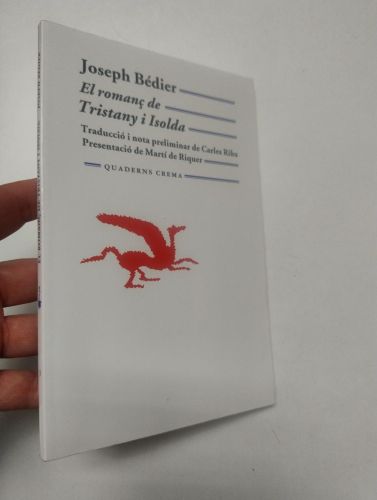 Joseph Bédier
El romanç de
Tristany i Isolda
Traducció i nota preliminar de Carles Riba
Presentació de Martí de Riquer
QUADERNS CREMA